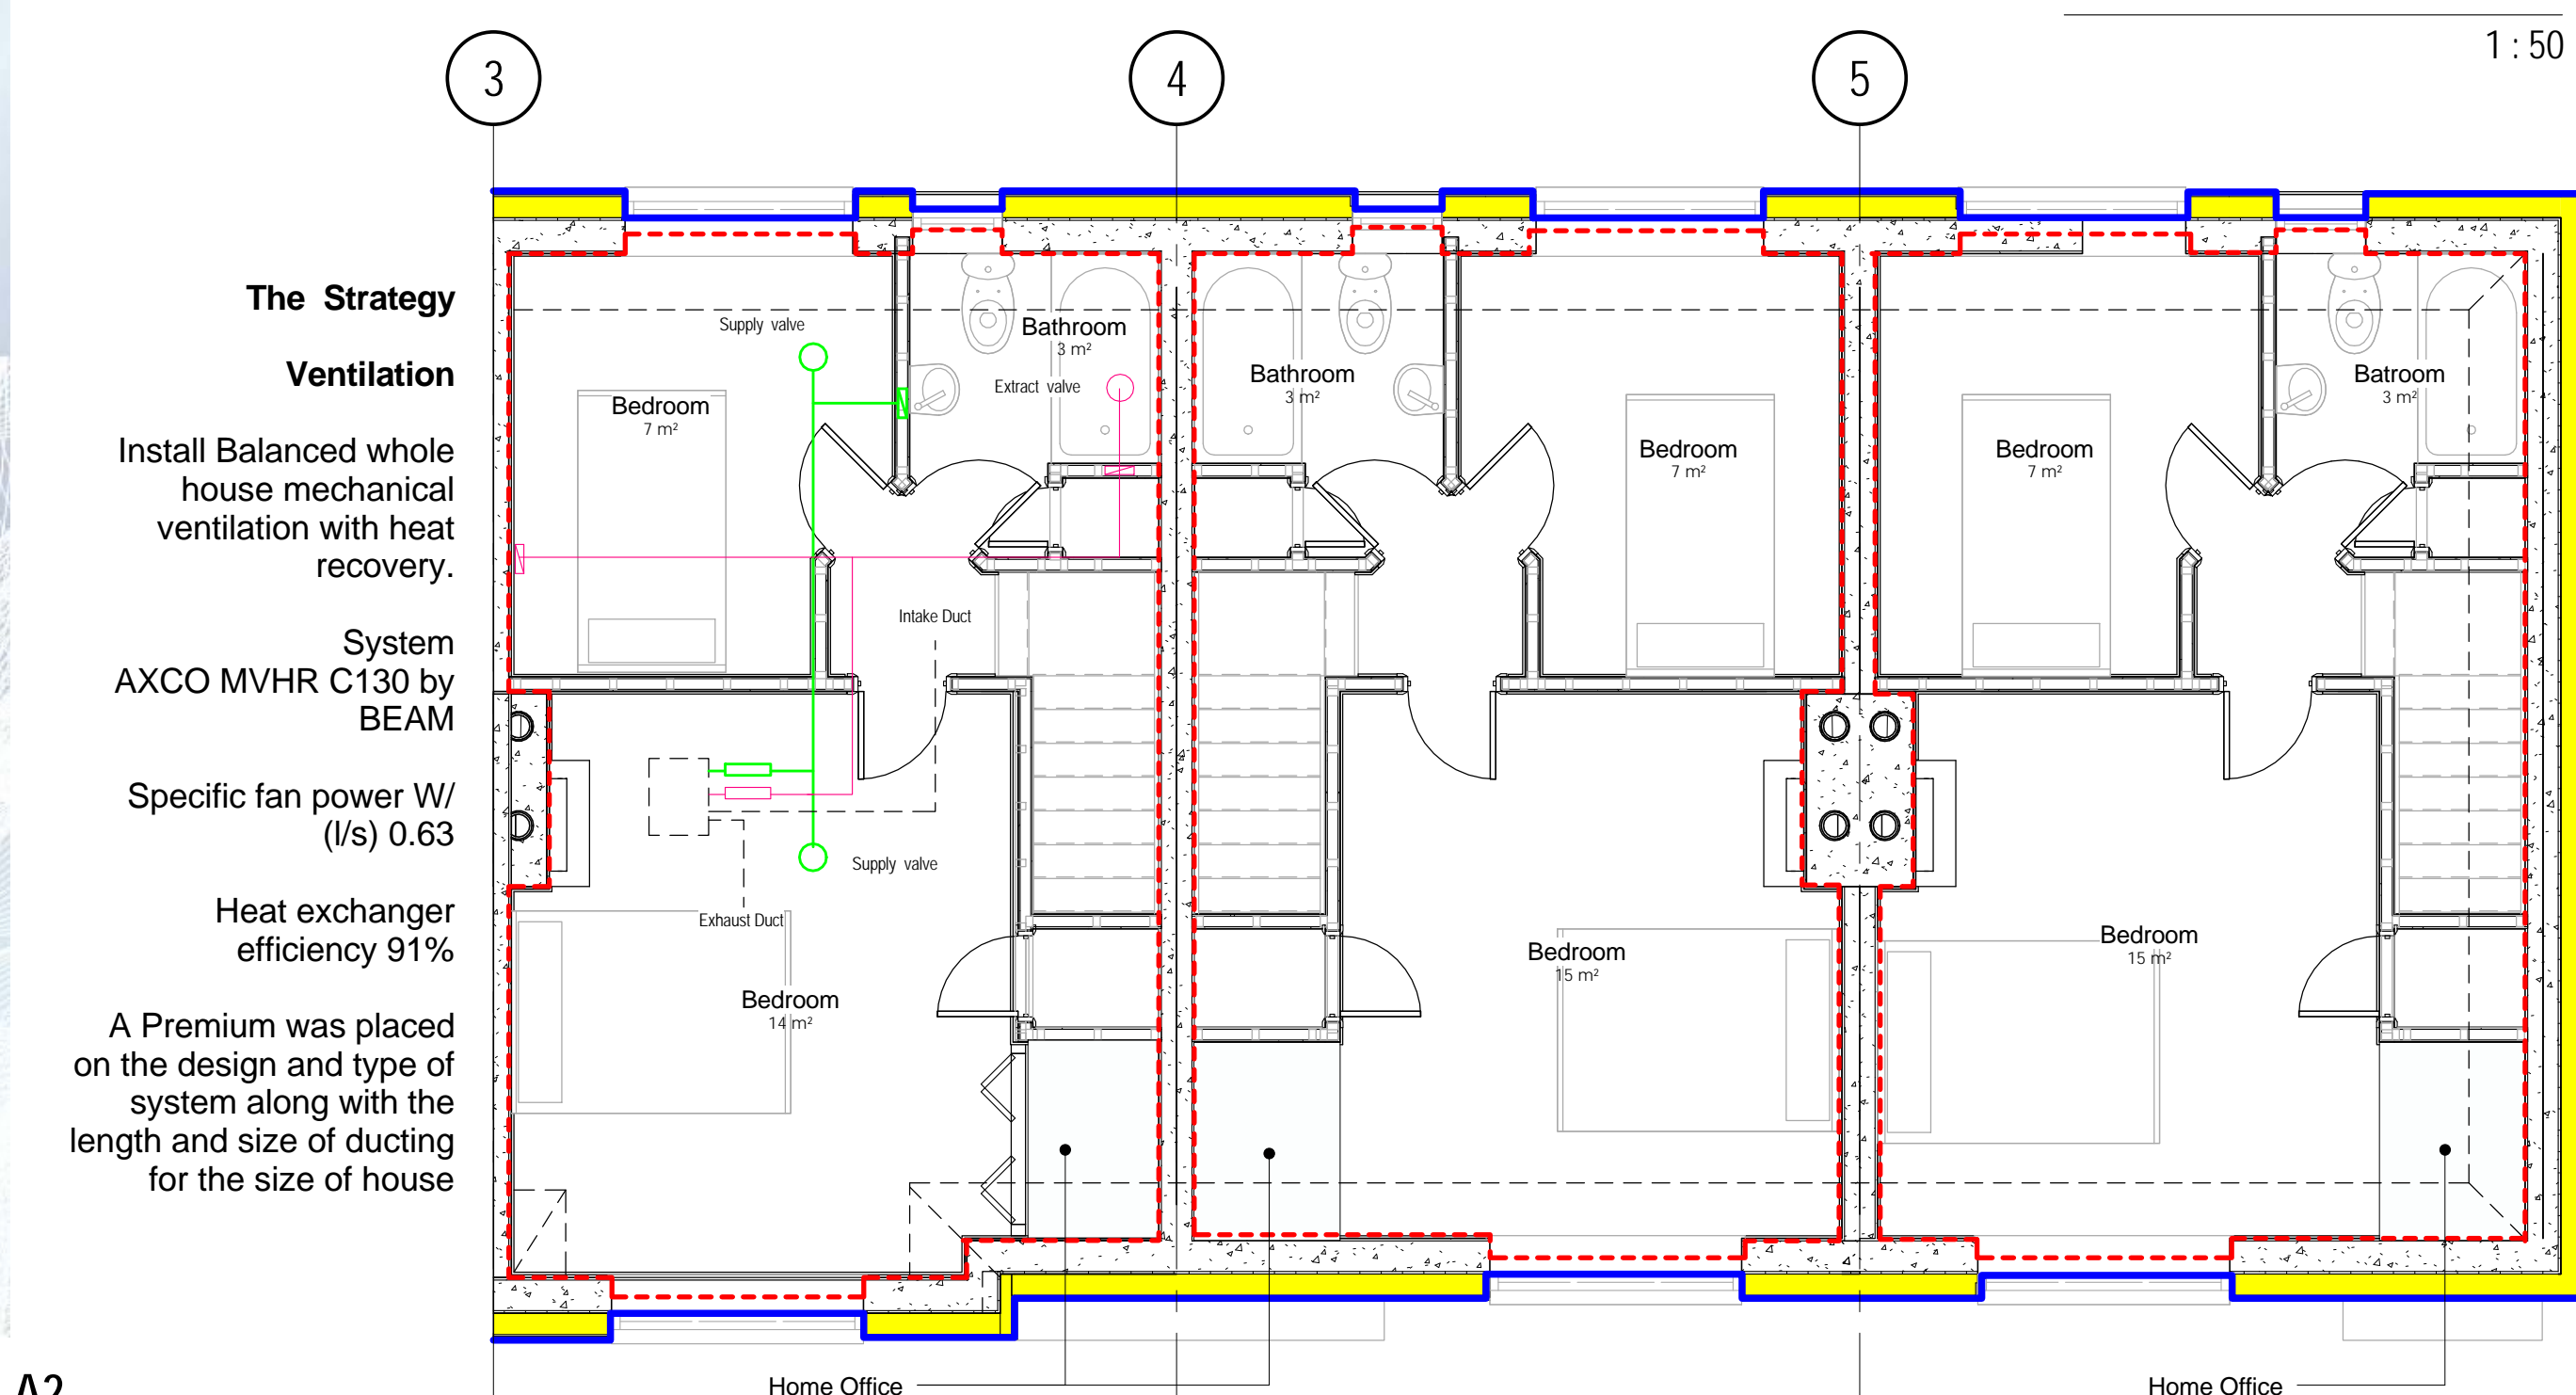 1 : 50
3
4
5
The Strategy
Ventilation
Install Balanced whole
house mechanical
ventilation with heat
recovery.
System
AXCO MVHR C130 by
BEAM
Specific fan power W/
(l/s) 0.63
Heat exchanger
efficiency 91%
A Premium was placed
on the design and type of
system along with the
length and size of ducting
for the size of house
Supply valve
Bedroom
7 m²
Bathroom
3 m²
Extract valve
Intake Duct
Supply valve
Exhaust Duct
Bedroom
14 m²
Bathroom
3 m²
Bedroom
7 m²
Bedroom
15 m²
Bedroom
7 m²
Batroom
3 m²
Bedroom
15 m²
Home Office
Home Office
A2